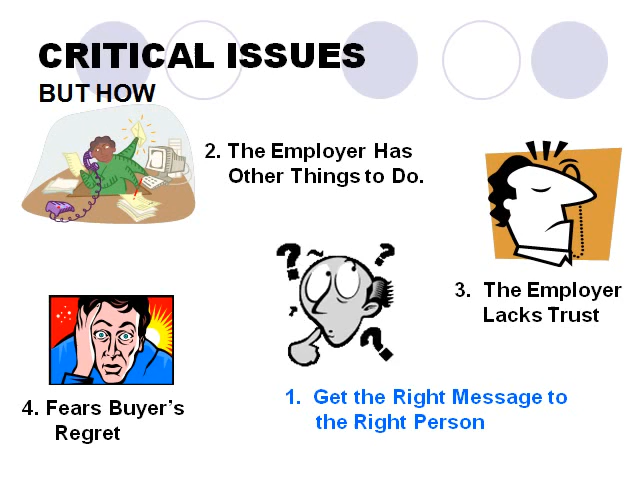 CRITICAL ISSUES
BUT HOW
2. The Employer Has
Other Things to Do.
3. The Employer
Lacks Trust
1. Get the Right Message to
the Right Person
4. Fears Buyer's
Regret